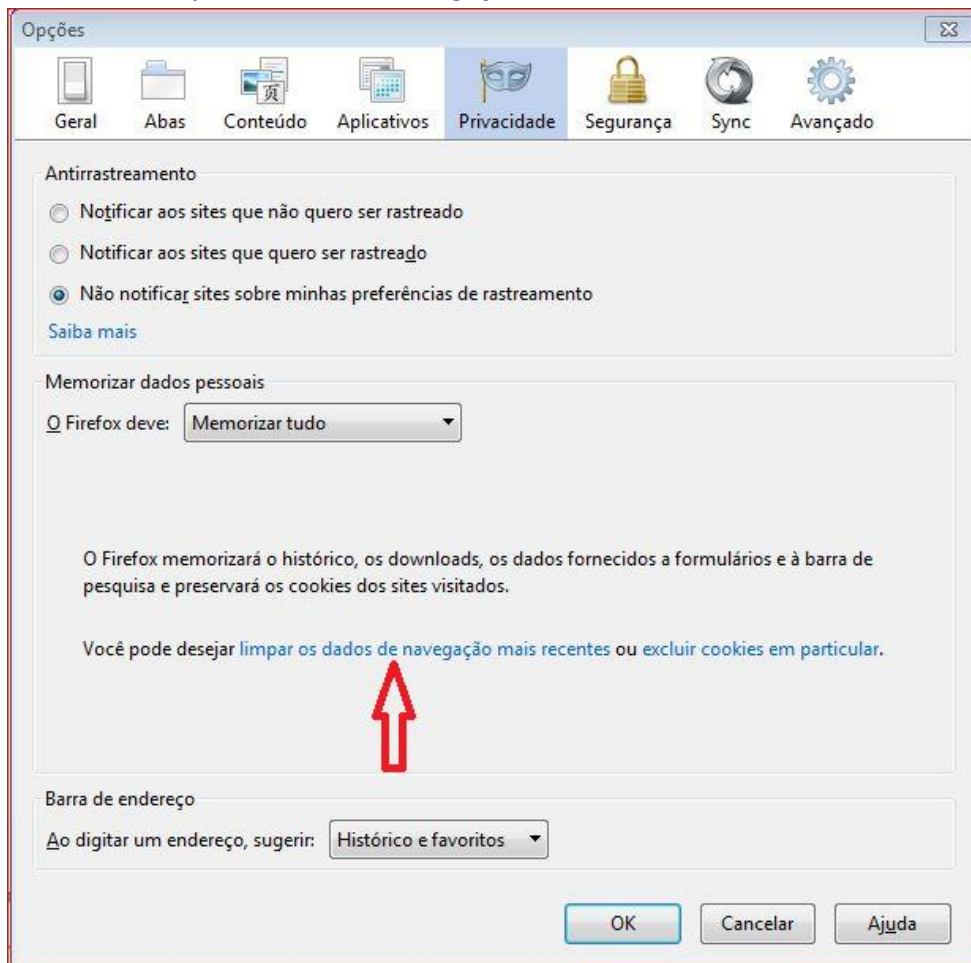 Opções
页
Geral Abas Conteúdo Aplicativos Privacidade Segurança Sync Avançado
Antirrastreamento
Notificar aos sites que não quero ser rastreado
Notificar aos sites que quero ser rastreado
Não notificar sites sobre minhas preferências de rastreamento
Saiba mais
Memorizar dados pessoais
O Firefox deve: Memorizar tudo
O Firefox memorizará o histórico, os downloads, os dados fornecidos a formulários e à barra de
pesquisa e preservará os cookies dos sites visitados.
Você pode desejar limpar os dados de navegação mais recentes ou excluir cookies em particular.
Barra de endereço
Ao digitar um endereço, sugerir: Histórico e favoritos
OK Cancelar Ajuda